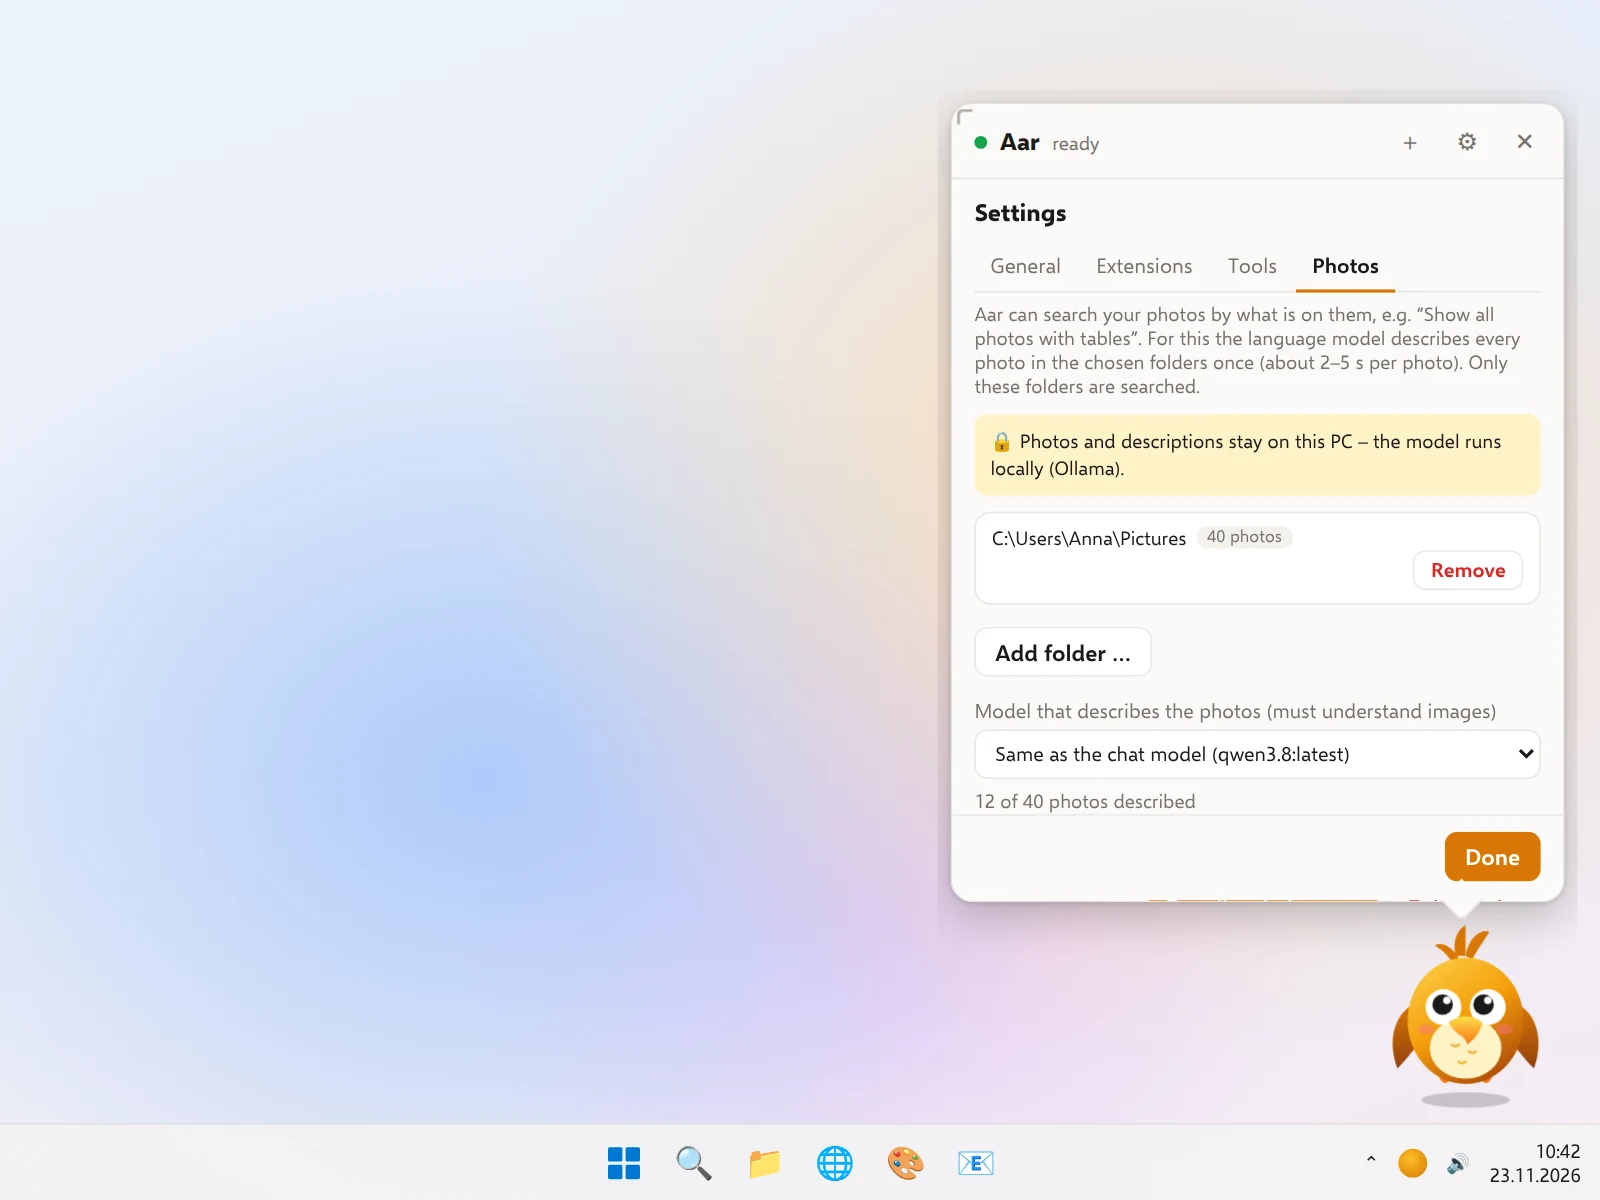 Aar ready
Settings
General Extensions Tools Photos
Aar can search your photos by what is on them, e.g. “Show all
photos with tables”. For this the language model describes every
photo in the chosen folders once (about 2–5 s per photo). Only
these folders are searched.
🔒 Photos and descriptions stay on this PC – the model runs
locally (Ollama).
C:\Users\Anna\Pictures 40 photos
Remove
Add folder ...
Model that describes the photos (must understand images)
Same as the chat model (qwen3.8:latest)
12 of 40 photos described
Done
10:42
23.11.2026